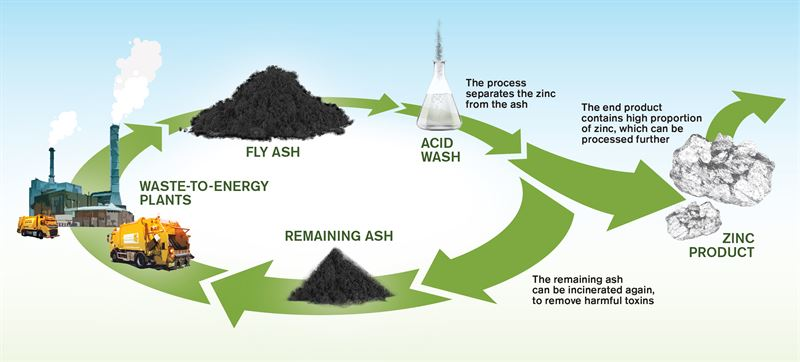 The process
separates the zinc
from the ash
The end product
contains high proportion
of zinc, which can be
processed further
FLY ASH
ACID
WASH
WASTE-TO-ENERGY
PLANTS
REMAINING ASH
ZINC
PRODUCT
The remaining ash
can be incinerated again,
to remove harmful toxins